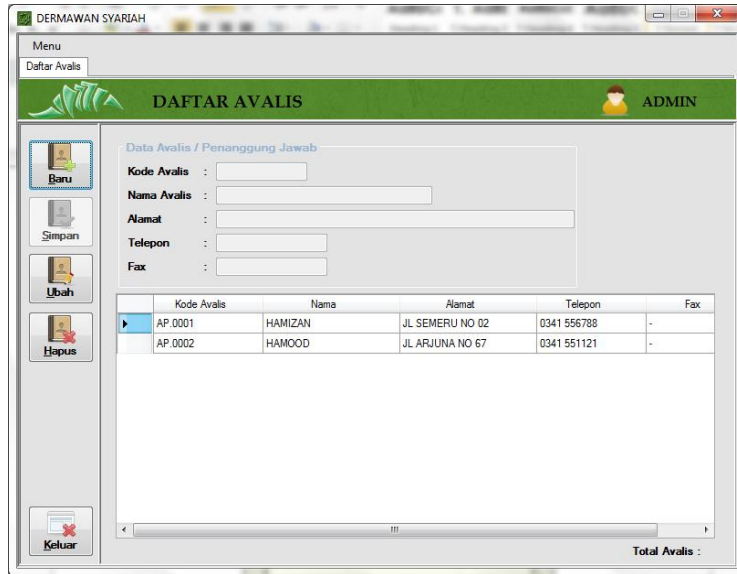 DERMAWAN SYARIAH
Menu
Daftar Avalis
DAFTAR AVALIS
ADMIN
Baru
Simpan
Ubah
Hapus
Keluar
Data Avalis / Penanggung Jawab
Kode Avalis :
Nama Avalis :
Alamat :
Telepon :
Fax :
Kode Avalis Nama Alamat Telepon Fax
AP.0001 HAMIZAN JL SEMERU NO 02 0341 556788 -
AP.0002 HAMOOD JL ARJUNA NO 67 0341 551121 -
Total Avalis :